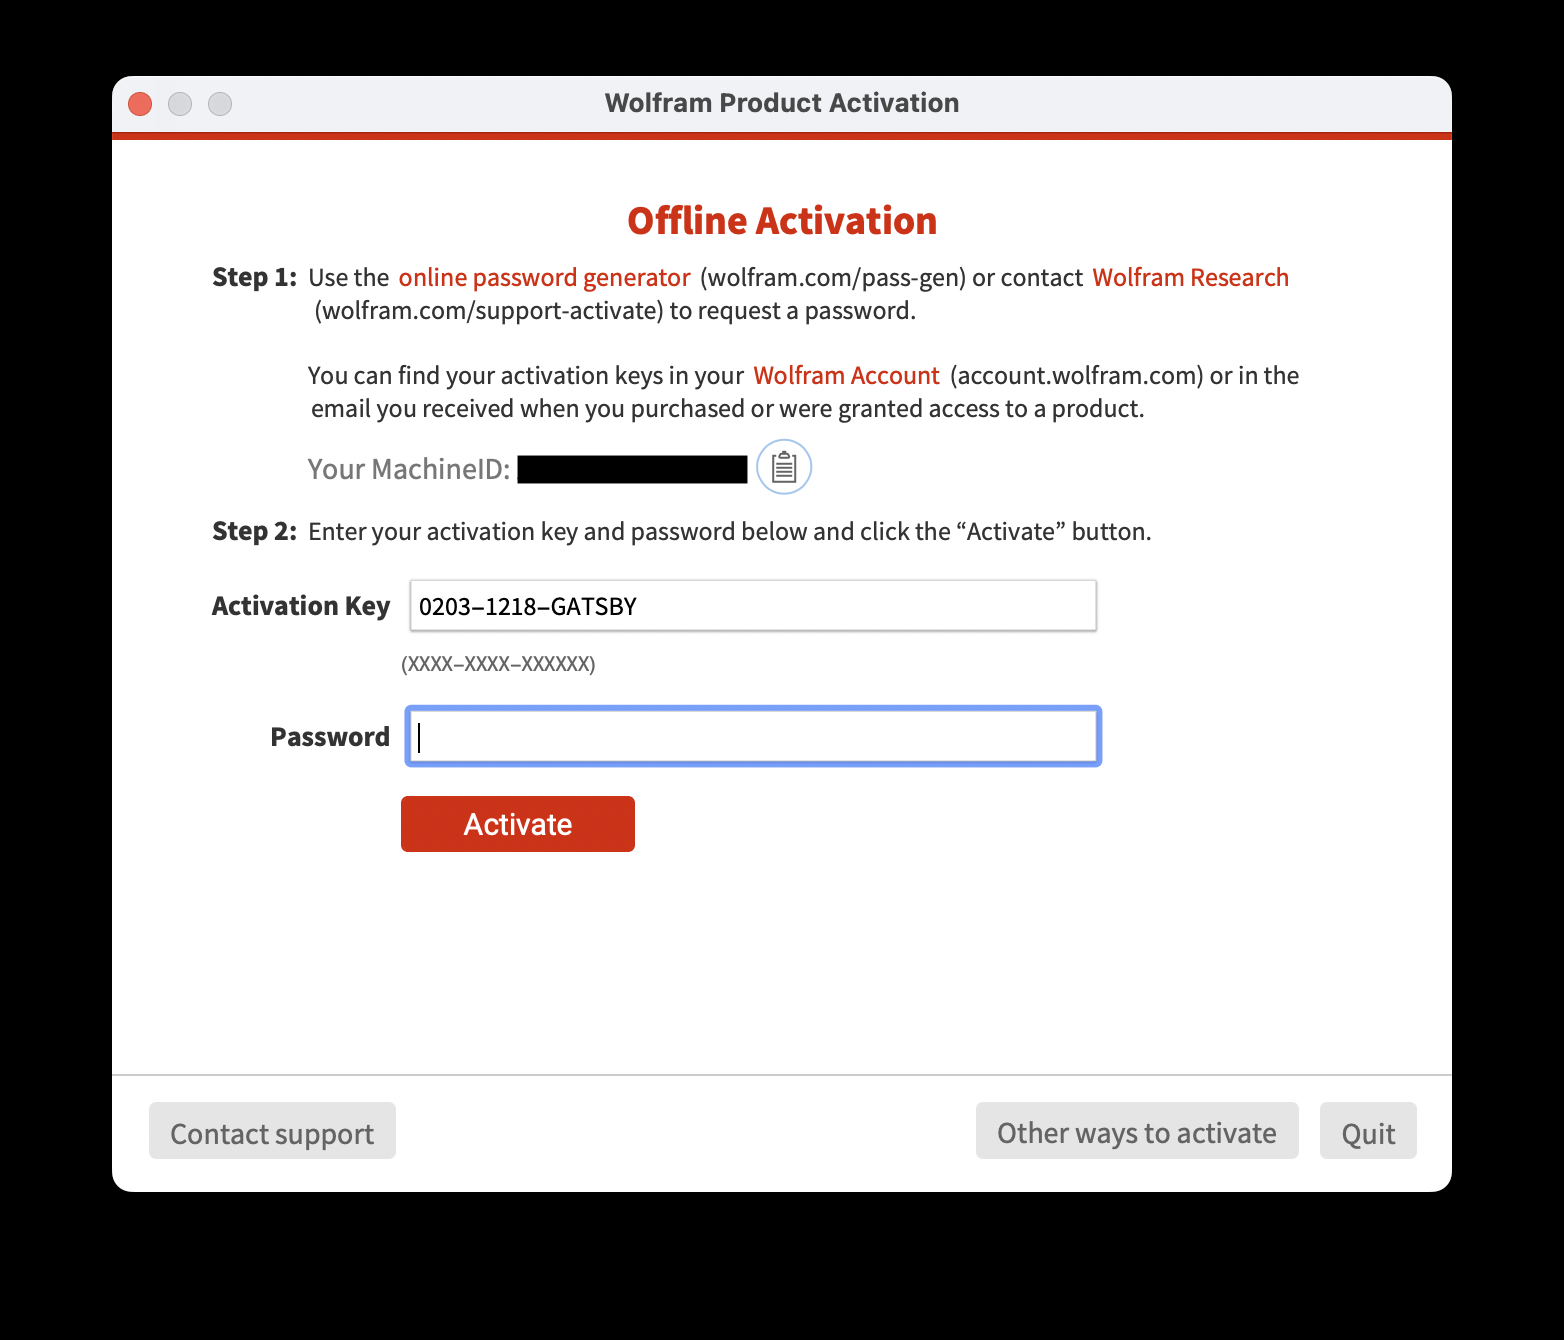 Wolfram Product Activation
Offline Activation
Step 1: Use the online password generator (wolfram.com/pass-gen) or contact Wolfram Research
(wolfram.com/support-activate) to request a password.
You can find your activation keys in your Wolfram Account (account.wolfram.com) or in the
email you received when you purchased or were granted access to a product.
Your MachineID:
Step 2: Enter your activation key and password below and click the “Activate” button.
Activation Key 0203–1218–GATSBY
(XXXX–XXXX–XXXXXX)
Password
Activate
Contact support Other ways to activate Quit